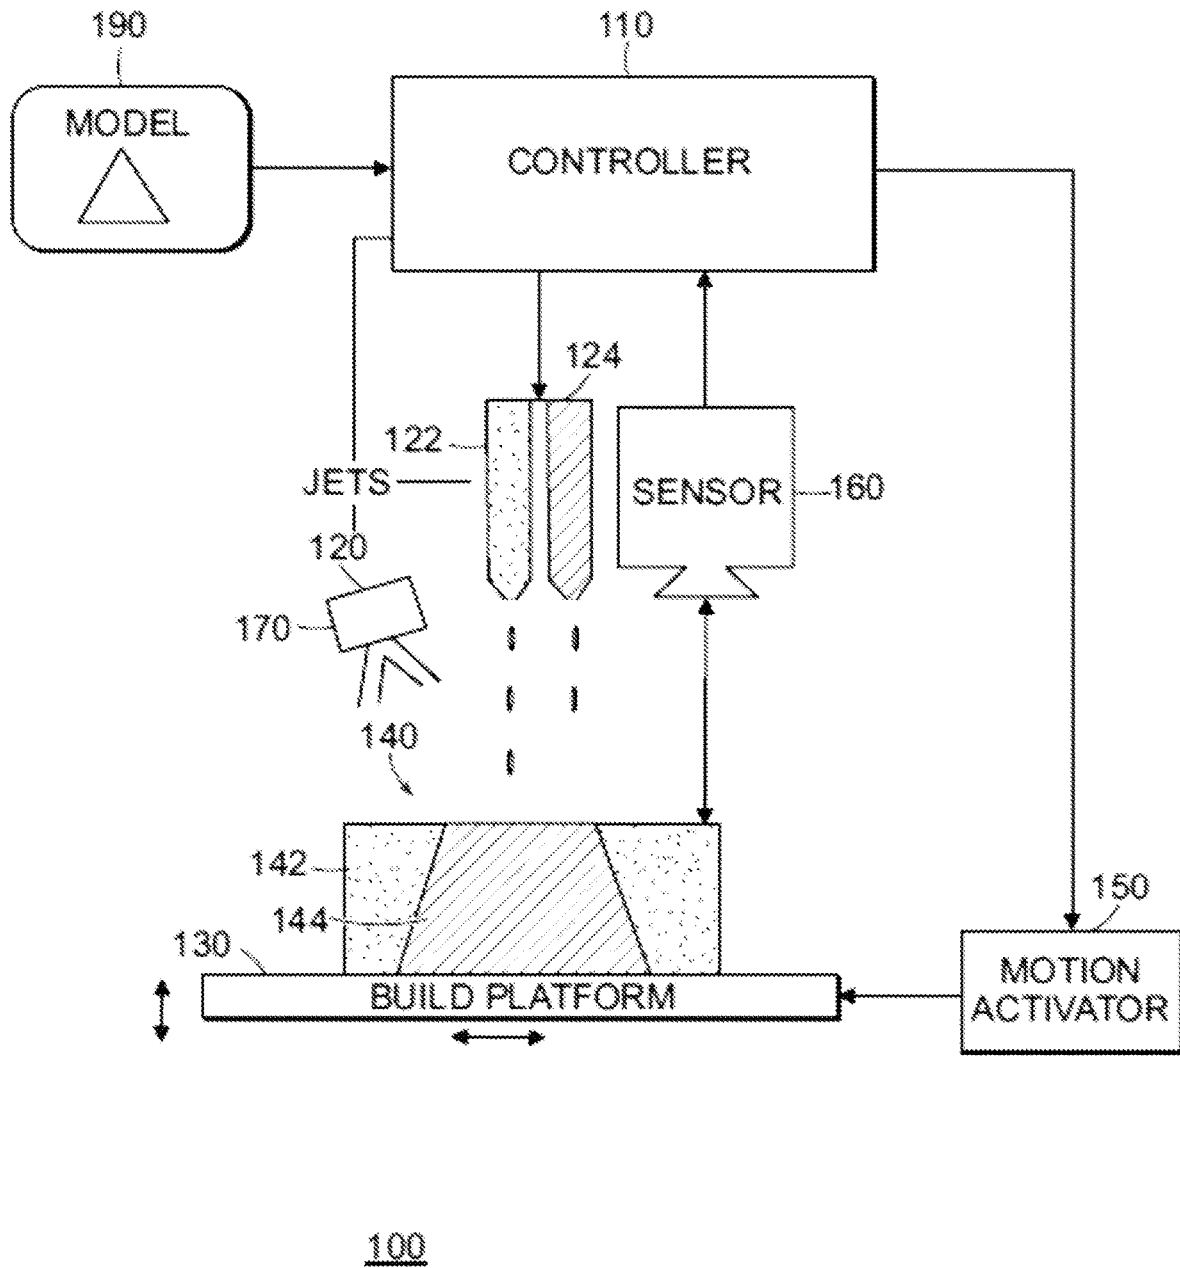 190
110
MODEL
CONTROLLER
124
122
JETS
SENSOR
160
120
170
140
142
144
130
150
BUILD PLATFORM
MOTION
ACTIVATOR
100